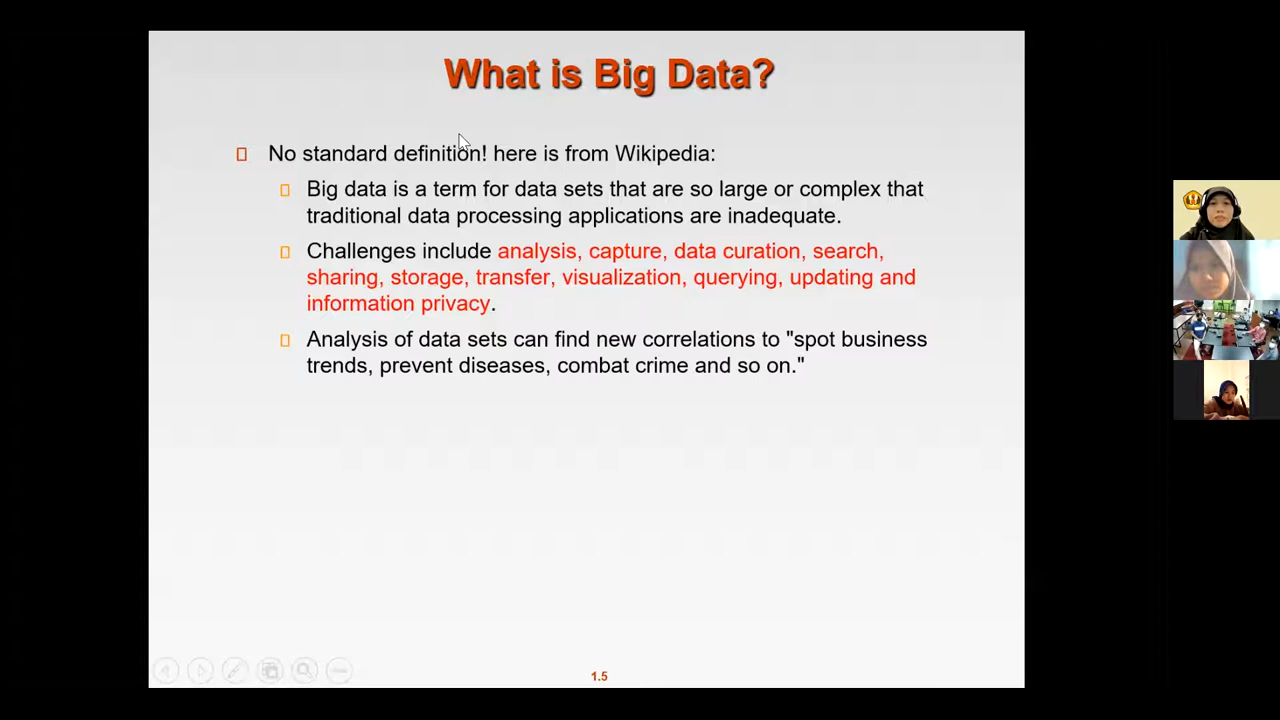 What is Big Data?
No standard definition! here is from Wikipedia:
Big data is a term for data sets that are so large or complex that
traditional data processing applications are inadequate.
Challenges include analysis, capture, data curation, search,
sharing, storage, transfer, visualization, querying, updating and
information privacy.
Analysis of data sets can find new correlations to "spot business
trends, prevent diseases, combat crime and so on."
1.5